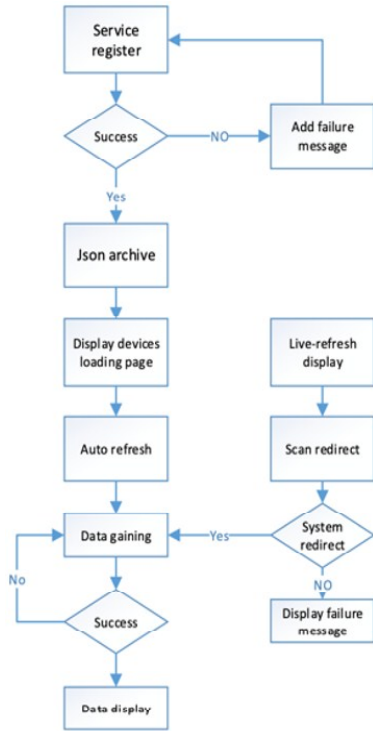 Service
register
Success
NO
Add failure
message
Yes
Json archive
Display devices
loading page
Live-refresh
display
Auto refresh
Scan redirect
Data gaining
Yes
System
redirect
No
NO
Success
Display failure
message
Data display